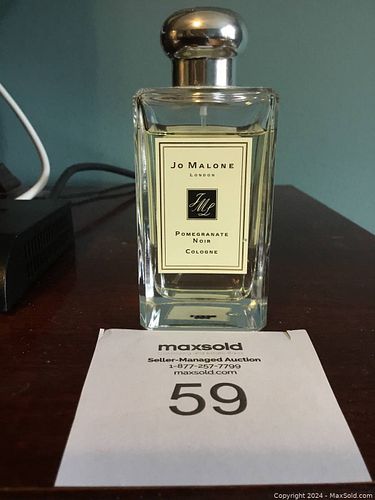 JO MALONE
LONDON
JML
POMEGRANATE
NOIR
COLOGNE
maxsold
Seller-Managed Auction
1-877-257-7799
maxsold.com
59
Copyright 2024 - MaxSold.com